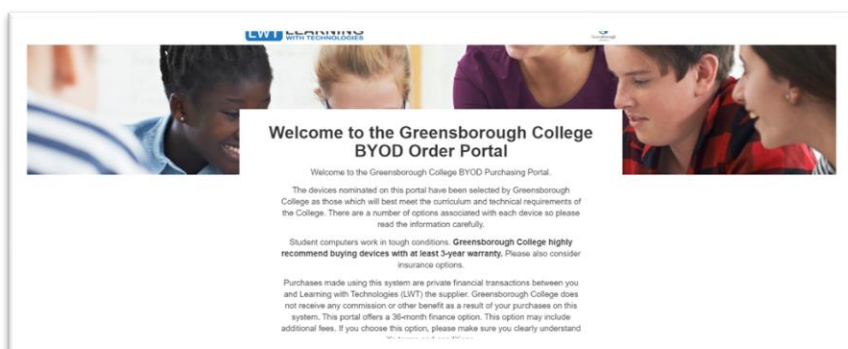 LWT LEARNING
WITH TECHNOLOGIES
Greensborough
Welcome to the Greensborough College
BYOD Order Portal
Welcome to the Greensborough College BYOD Purchasing Portal.
The devices nominated on this portal have been selected by Greensborough
College as those which will best meet the curriculum and technical requirements of
the College. There are a number of options associated with each device so please
read the information carefully.
Student computers work in tough conditions. Greensborough College highly
recommend buying devices with at least 3-year warranty. Please also consider
insurance options.
Purchases made using this system are private financial transactions between you
and Learning with Technologies (LWT) the supplier. Greensborough College does
not receive any commission or other benefit as a result of your purchases on this
system. This portal offers a 36-month finance option. This option may include
additional fees. If you choose this option, please make sure you clearly understand
terms and conditions